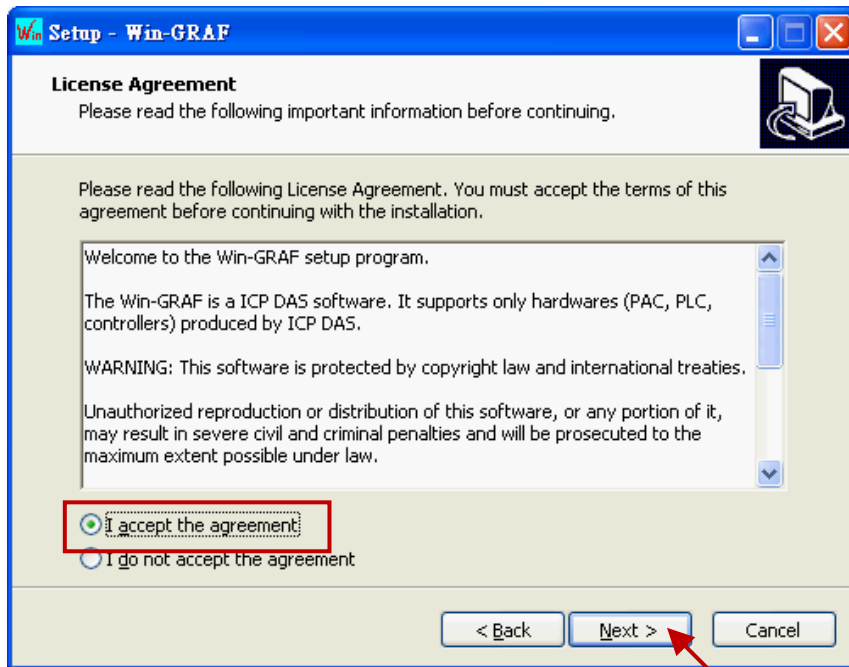 Win Setup - Win-GRAF
License Agreement
Please read the following important information before continuing.
Please read the following License Agreement. You must accept the terms of this
agreement before continuing with the installation.
Welcome to the Win-GRAF setup program.
The Win-GRAF is a ICP DAS software. It supports only hardwares (PAC, PLC,
controllers) produced by ICP DAS.
WARNING: This software is protected by copyright law and international treaties.
Unauthorized reproduction or distribution of this software, or any portion of it,
may result in severe civil and criminal penalties and will be prosecuted to the
maximum extent possible under law.
I accept the agreement
I do not accept the agreement
< Back Next > Cancel